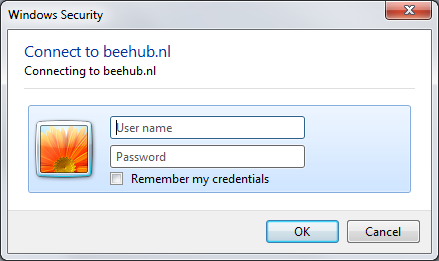 Windows Security
Connect to beehub.nl
Connecting to beehub.nl
User name
Password
Remember my credentials
OK
Cancel